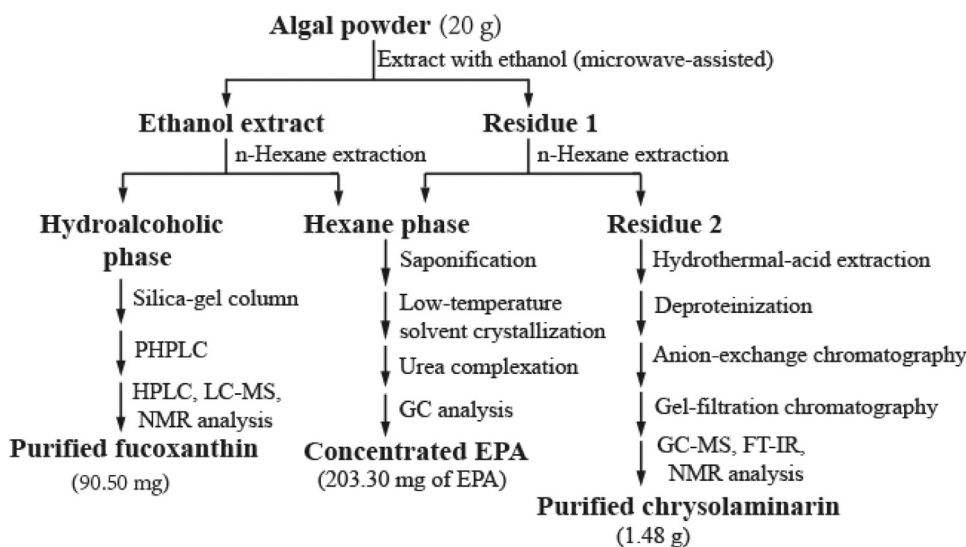 Algal powder (20 g)
Extract with ethanol (microwave-assisted)
Ethanol extract
Residue 1
n-Hexane extraction
n-Hexane extraction
Hydroalcoholic
phase
Hexane phase
Residue 2
Silica-gel column
PHPLC
HPLC, LC-MS,
NMR analysis
Purified fucoxanthin
(90.50 mg)
Saponification
Low-temperature
solvent crystallization
Urea complexation
GC analysis
Concentrated EPA
(203.30 mg of EPA)
Hydrothermal-acid extraction
Deproteinization
Anion-exchange chromatography
Gel-filtration chromatography
GC-MS, FT-IR,
NMR analysis
Purified chrysolaminarin
(1.48 g)